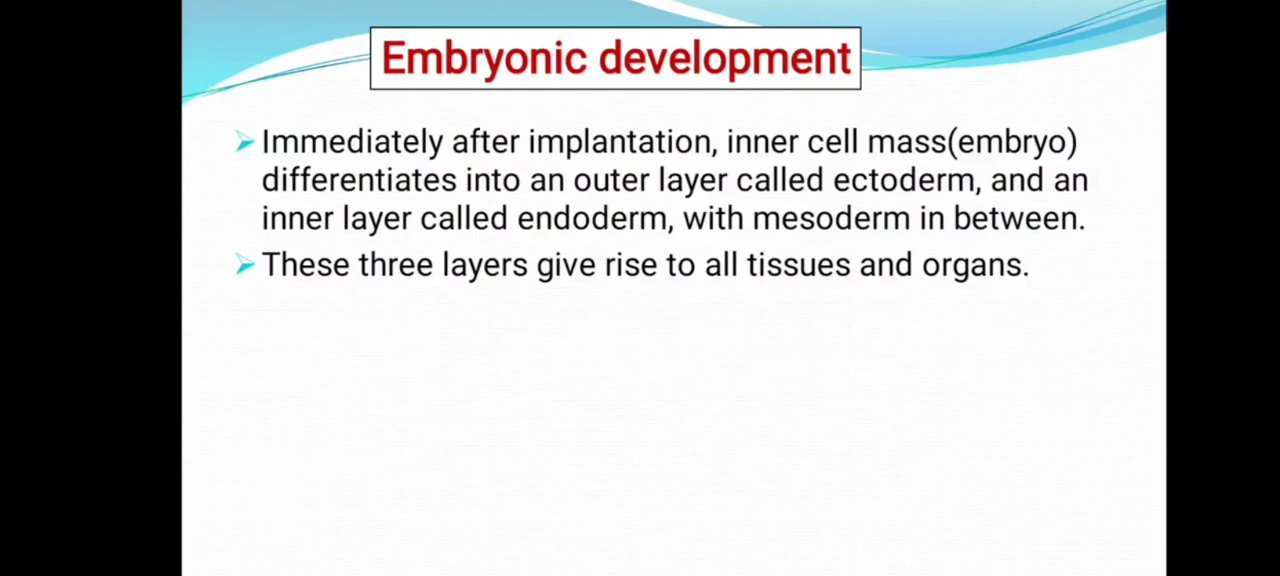 Embryonic development
Immediately after implantation, inner cell mass(embryo)
differentiates into an outer layer called ectoderm, and an
inner layer called endoderm, with mesoderm in between.
These three layers give rise to all tissues and organs.